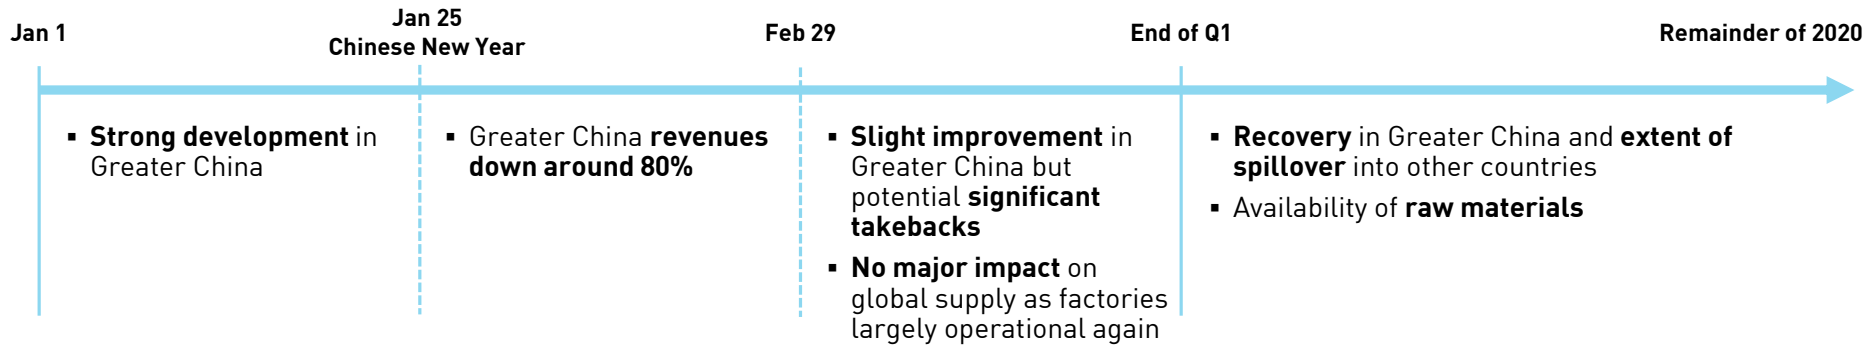 Jan 1
Jan 25
Chinese New Year
Feb 29
End of Q1
Remainder of 2020
▪ Strong development in
Greater China
▪ Greater China revenues
down around 80%
▪ Slight improvement in
Greater China but
potential significant
takebacks
▪ No major impact on
global supply as factories
largely operational again
▪ Recovery in Greater China and extent of
spillover into other countries
▪ Availability of raw materials